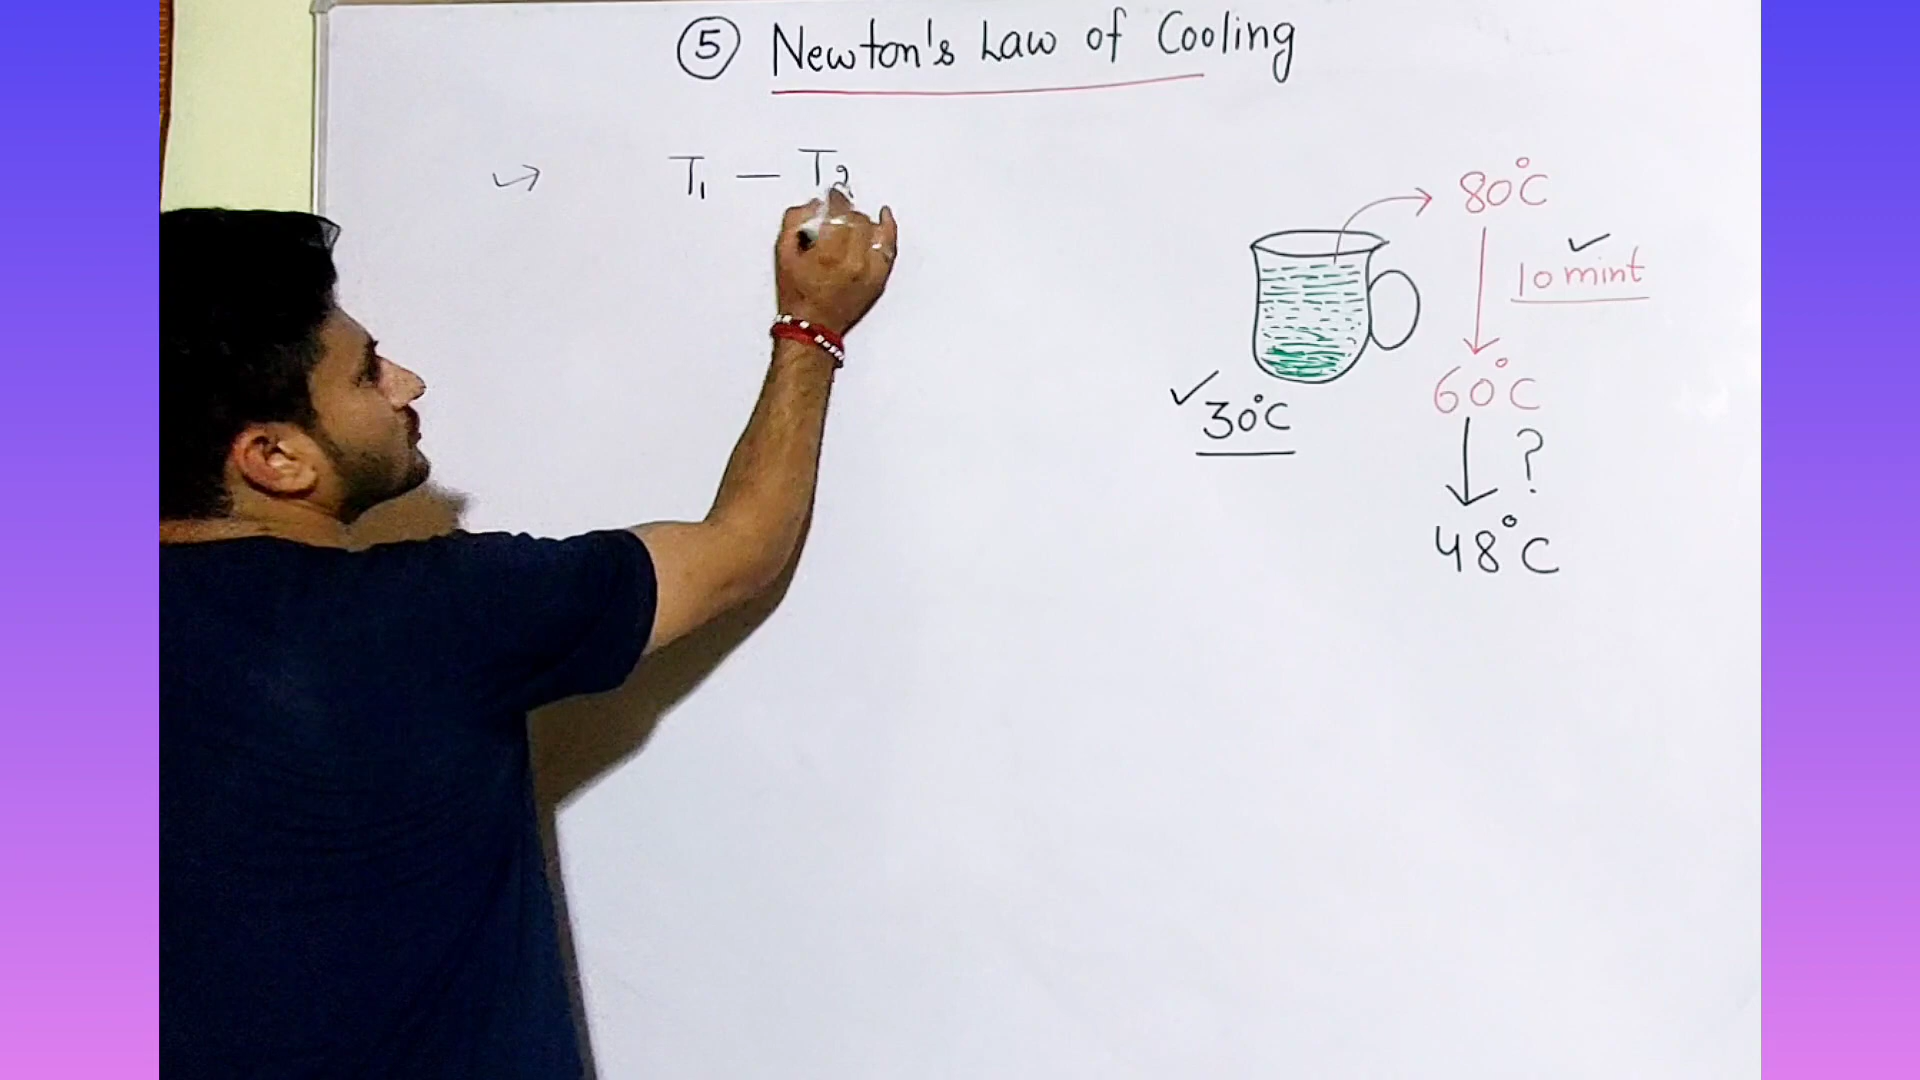 ⑤ Newton's Law of Cooling
→ T₁ — T₂
80°C
✓
10 mint
60°C
✓ 30°C
?
48°C